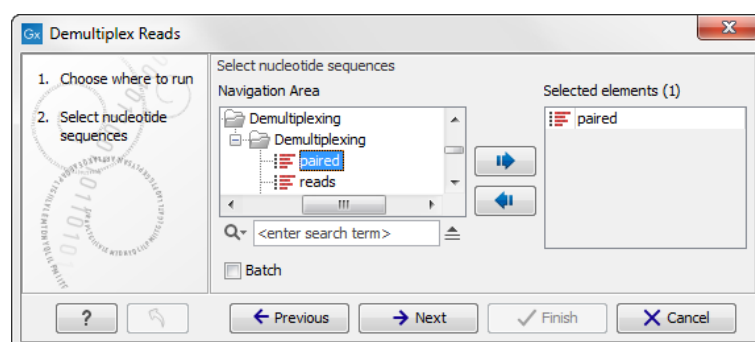 Gx Demultiplex Reads
1. Choose where to run
2. Select nucleotide
sequences
Select nucleotide sequences
Navigation Area
Demultiplexing
Demultiplexing
paired
reads
<enter search term>
Batch
Selected elements (1)
paired
? Previous Next Finish Cancel